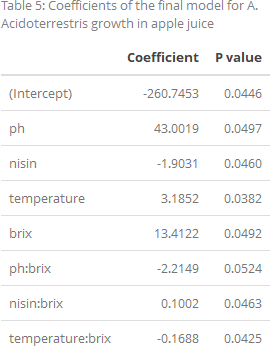 Table 5: Coefficients of the final model for A.
Acidoterrestris growth in apple juice
Coefficient P value
(Intercept) -260.7453 0.0446
ph 43.0019 0.0497
nisin -1.9031 0.0460
temperature 3.1852 0.0382
brix 13.4122 0.0492
ph:brix -2.2149 0.0524
nisin:brix 0.1002 0.0463
temperature:brix -0.1688 0.0425